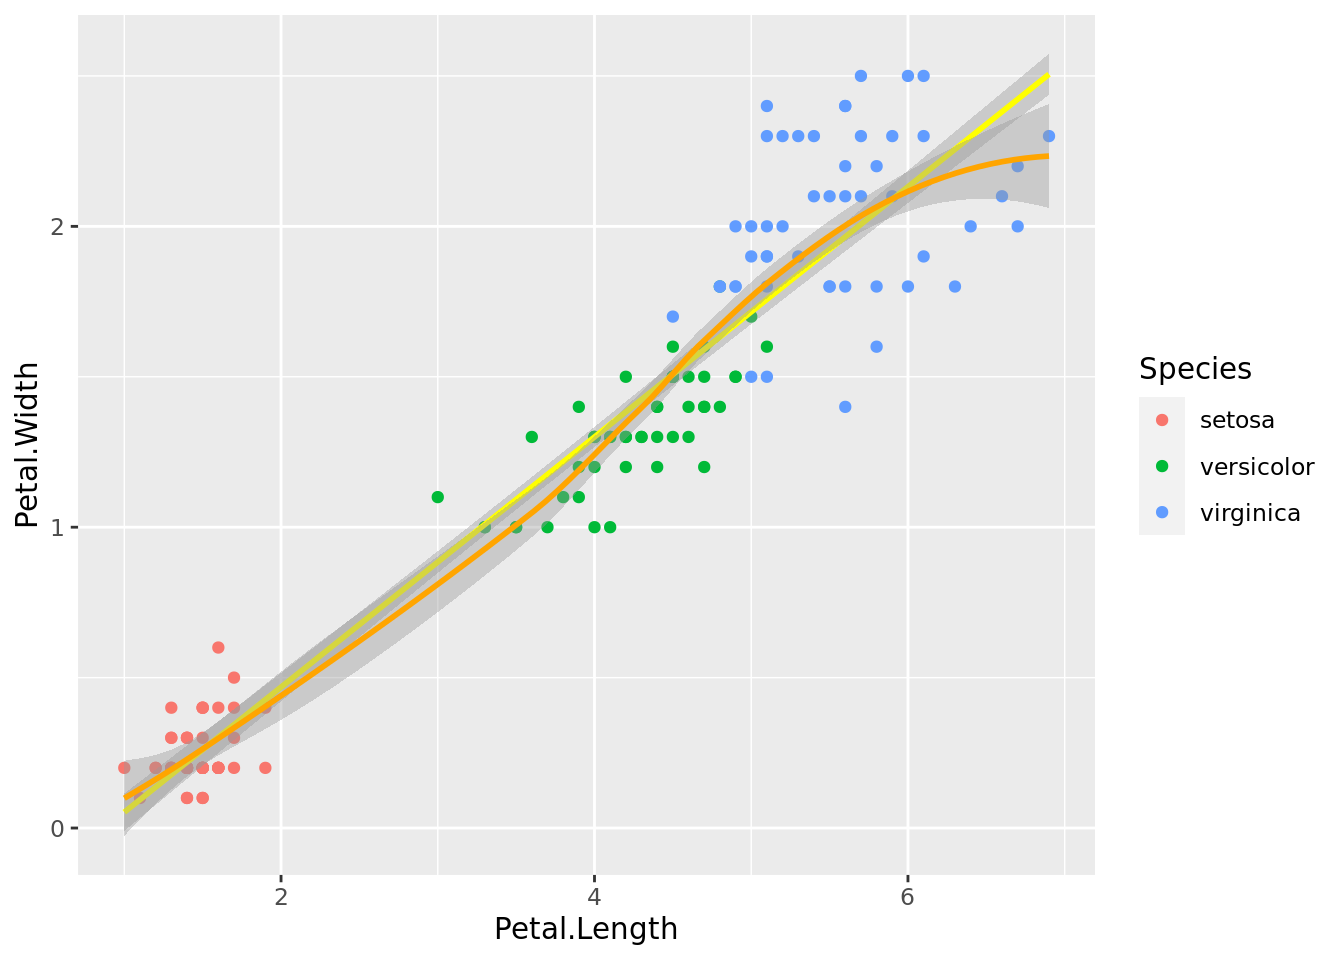 Petal.Width
2
1
0
2
4
6
Petal.Length
Species
setosa
versicolor
virginica